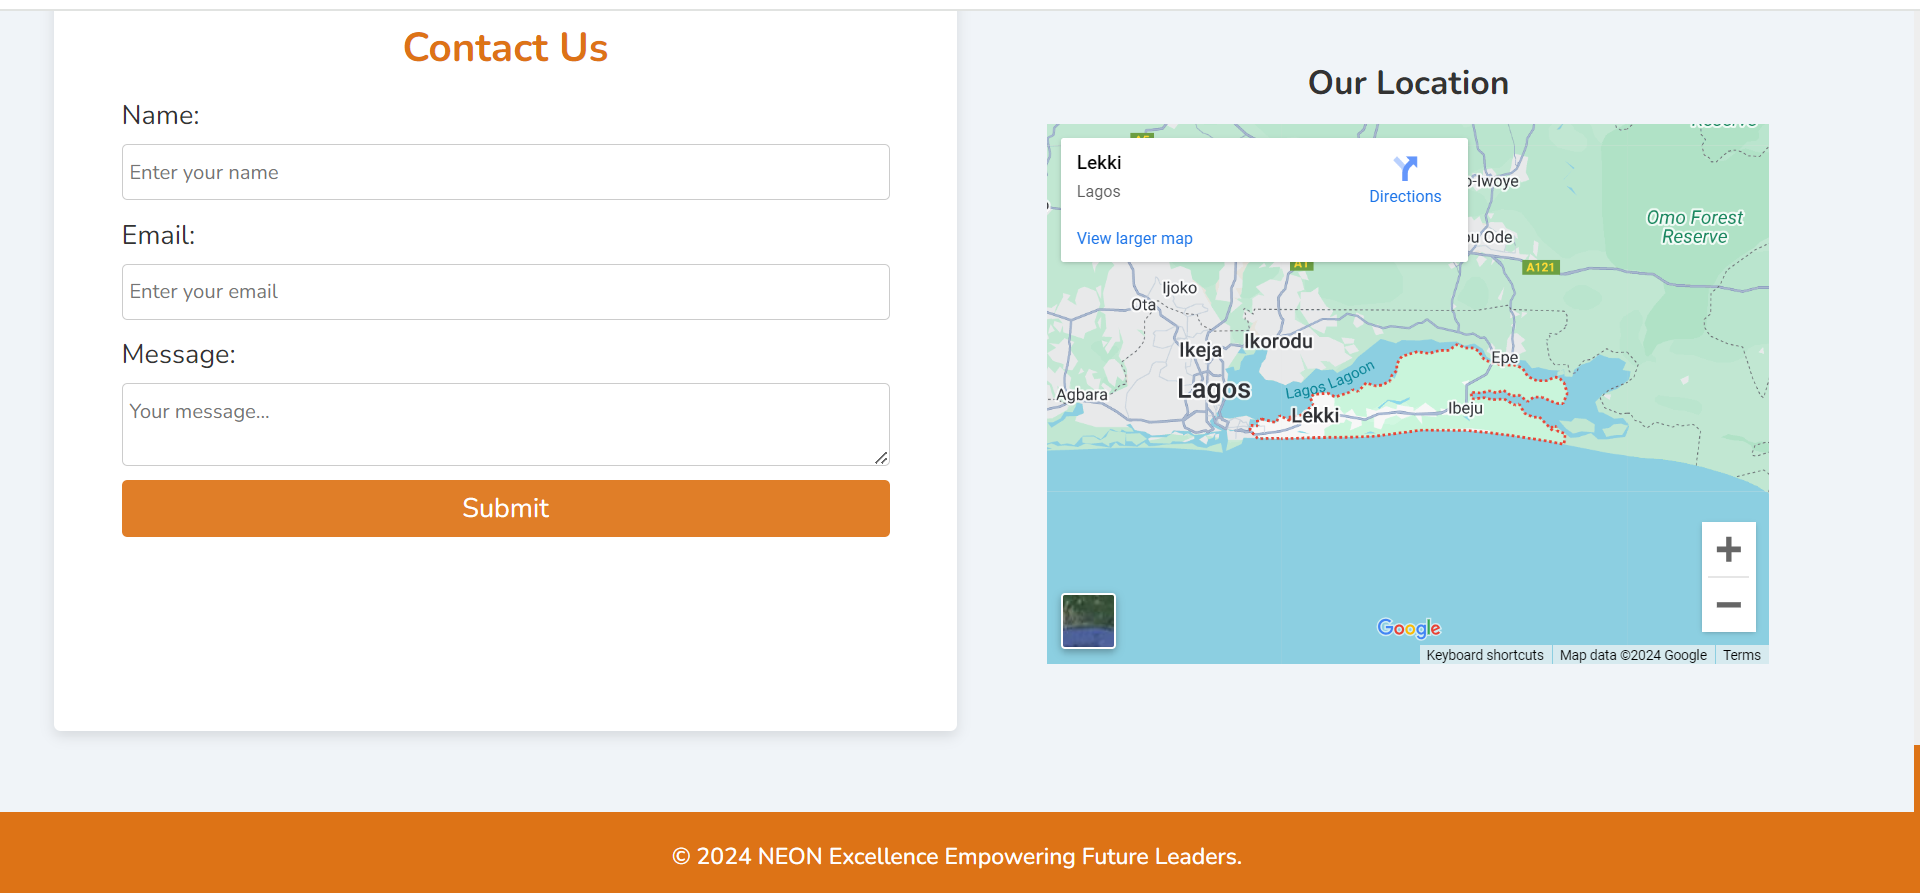 Contact Us
Name:
Enter your name
Email:
Enter your email
Message:
Your message...
Submit
Our Location
Reserve
Lekki
Lagos
Directions
View larger map
-Iwoye
Ode
Omo Forest
Reserve
A1
A121
Ijoko
Ota
Ikeja
Ikorodu
Lagos Lagoon
Epe
Agbara
Lagos
Lekki
Ibeju
Google
Keyboard shortcuts
Map data ©2024 Google
Terms
© 2024 NEON Excellence Empowering Future Leaders.